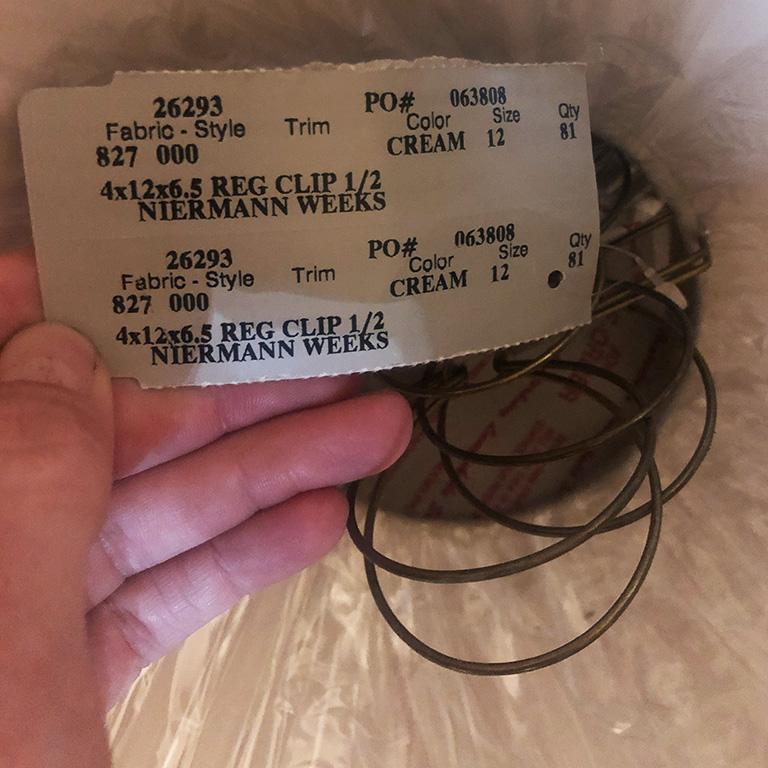 26293 PO# 063808
Fabric - Style Trim Color Size Qty
827 000 CREAM 12 81
4x12x6.5 REG CLIP 1/2
NIERMANN WEEKS
26293 PO# 063808
Fabric - Style Trim Color Size Qty
827 000 CREAM 12 81
4x12x6.5 REG CLIP 1/2
NIERMANN WEEKS